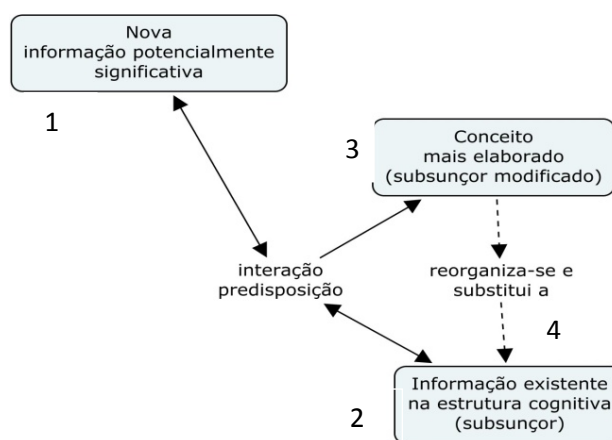 Nova
informação potencialmente
significativa
1
3
Conceito
mais elaborado
(subsunçor modificado)
interação
predisposição
reorganiza-se e
substitui a
4
2
Informação existente
na estrutura cognitiva
(subsunçor)